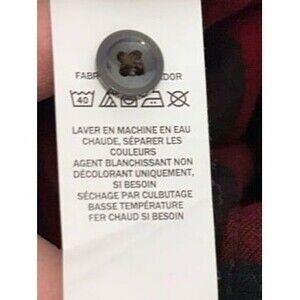 40
LAVER EN MACHINE EN EAU
CHAUDE, SÉPARER LES
COULEURS
AGENT BLANCHISSANT NON
DÉCOLORANT UNIQUEMENT,
SI BESOIN
SÉCHAGE PAR CULBUTAGE
BASSE TEMPÉRATURE
FER CHAUD SI BESOIN